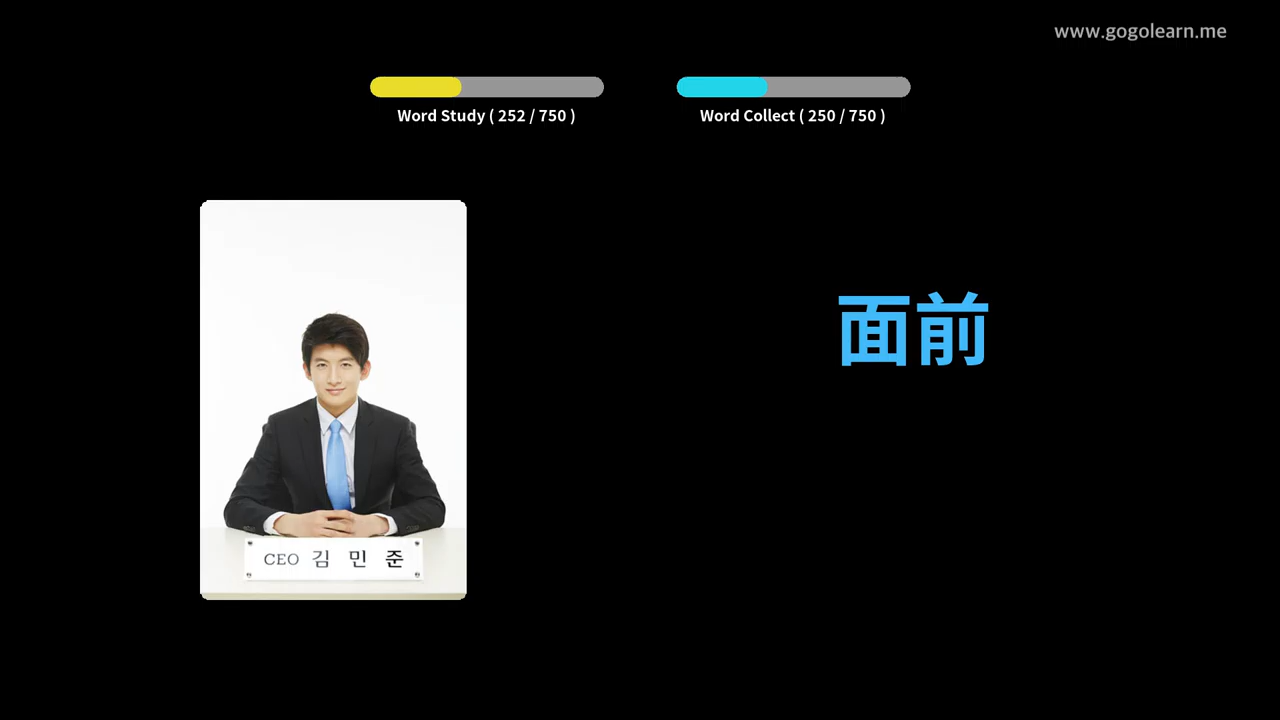 www.gogolearn.me
Word Study ( 252 / 750 )
Word Collect ( 250 / 750 )
面前
CEO 김 민 준